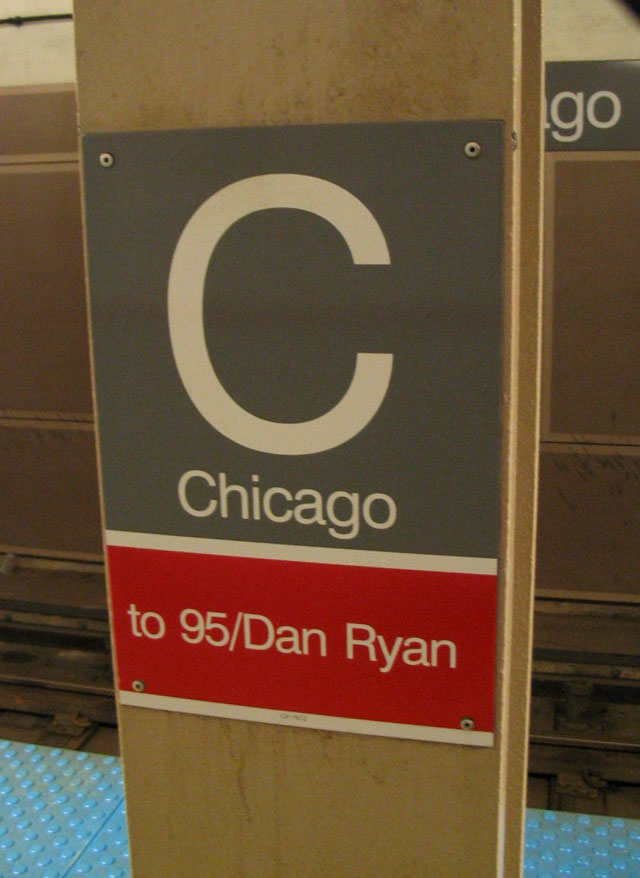 C
Chicago
to 95/Dan Ryan
ago